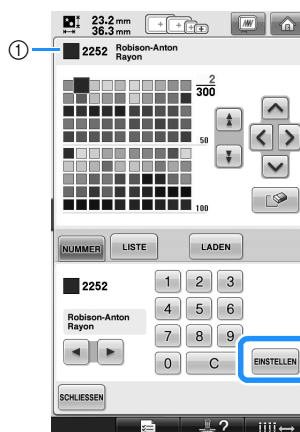 23.2 mm
36.3 mm
1
2252 Robison-Anton
Rayon
2
300
50
100
NUMMER LISTE LADEN
2252
Robison-Anton
Rayon
1 2 3
4 5 6
7 8 9
0 C EINSTELLEN
SCHLIESSEN
?